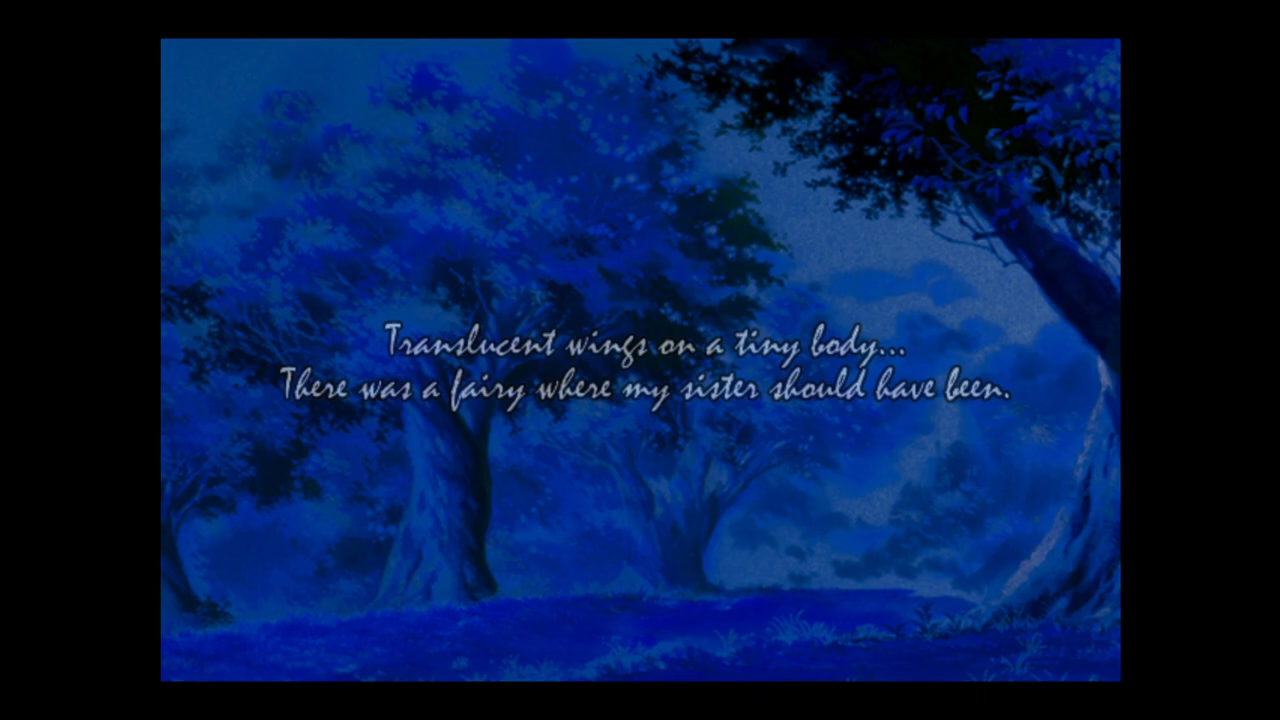 Translucent wings on a tiny body...
There was a fairy where my sister should have been.